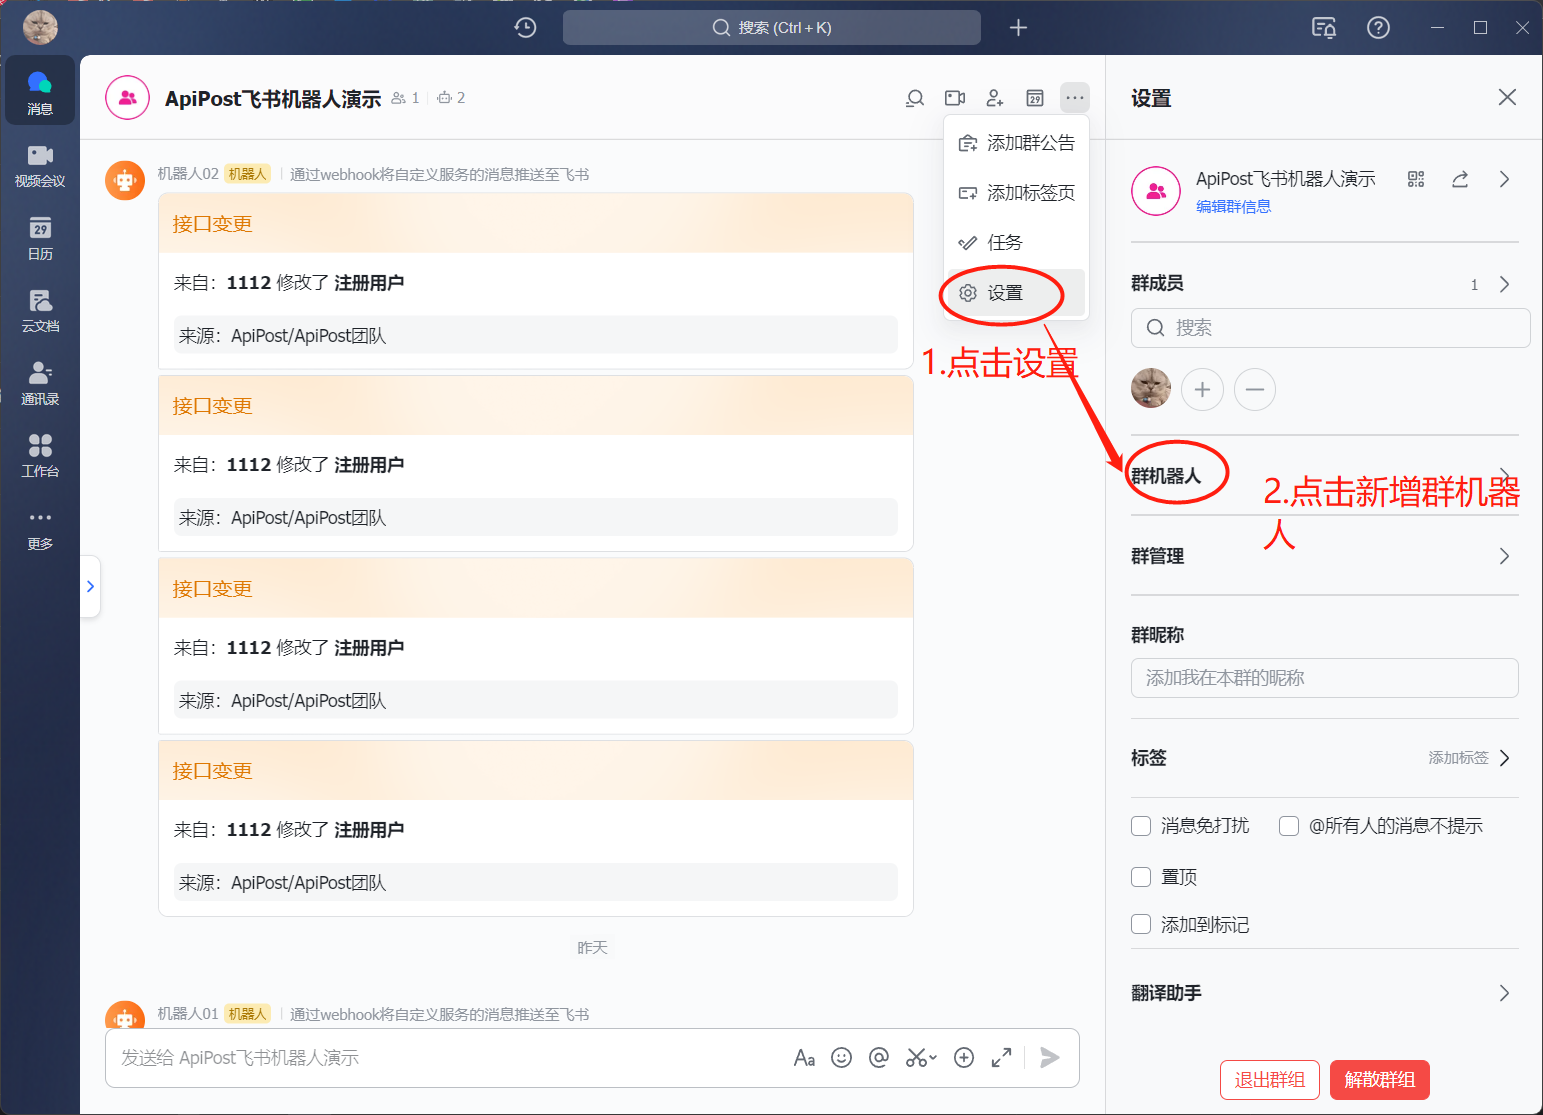 搜索 (Ctrl + K)
消息
视频会议
29
日历
云文档
通讯录
工作台
更多
ApiPost飞书机器人演示
1
2
29
添加群公告
添加标签页
任务
设置
1.点击设置
机器人02 机器人 通过webhook将自定义服务的消息推送至飞书
接口变更
来自：1112 修改了 注册用户
来源：ApiPost/ApiPost团队
接口变更
来自：1112 修改了 注册用户
来源：ApiPost/ApiPost团队
接口变更
来自：1112 修改了 注册用户
来源：ApiPost/ApiPost团队
接口变更
来自：1112 修改了 注册用户
来源：ApiPost/ApiPost团队
昨天
机器人01 机器人 通过webhook将自定义服务的消息推送至飞书
发送给 ApiPost飞书机器人演示
Aa
设置
ApiPost飞书机器人演示
编辑群信息
群成员 1
搜索
群机器人
2.点击新增群机器
人
群管理
群昵称
添加我在本群的昵称
标签 添加标签
消息免打扰 @所有人的消息不提示
置顶
添加到标记
翻译助手
退出群组 解散群组